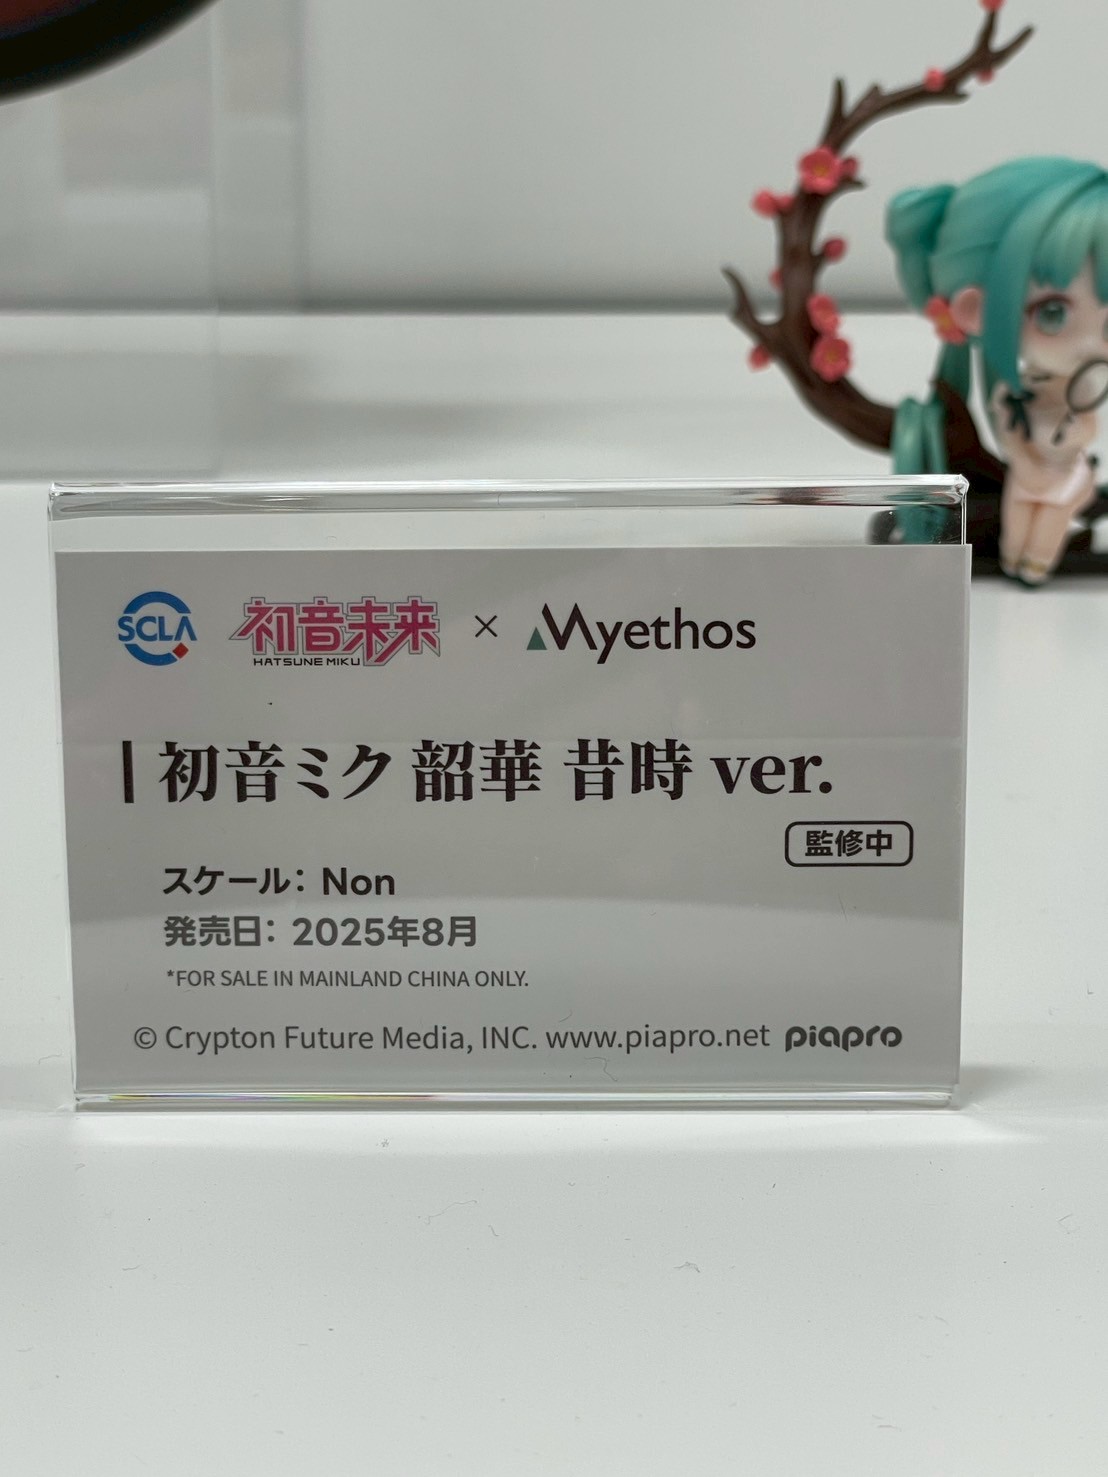 SCLA 初音未来 HATSUNE MIKU × Myethos
初音ミク 韶華 昔時 ver.
監修中
スケール: Non
発売日: 2025年8月
*FOR SALE IN MAINLAND CHINA ONLY.
© Crypton Future Media, INC. www.piapro.net piapro